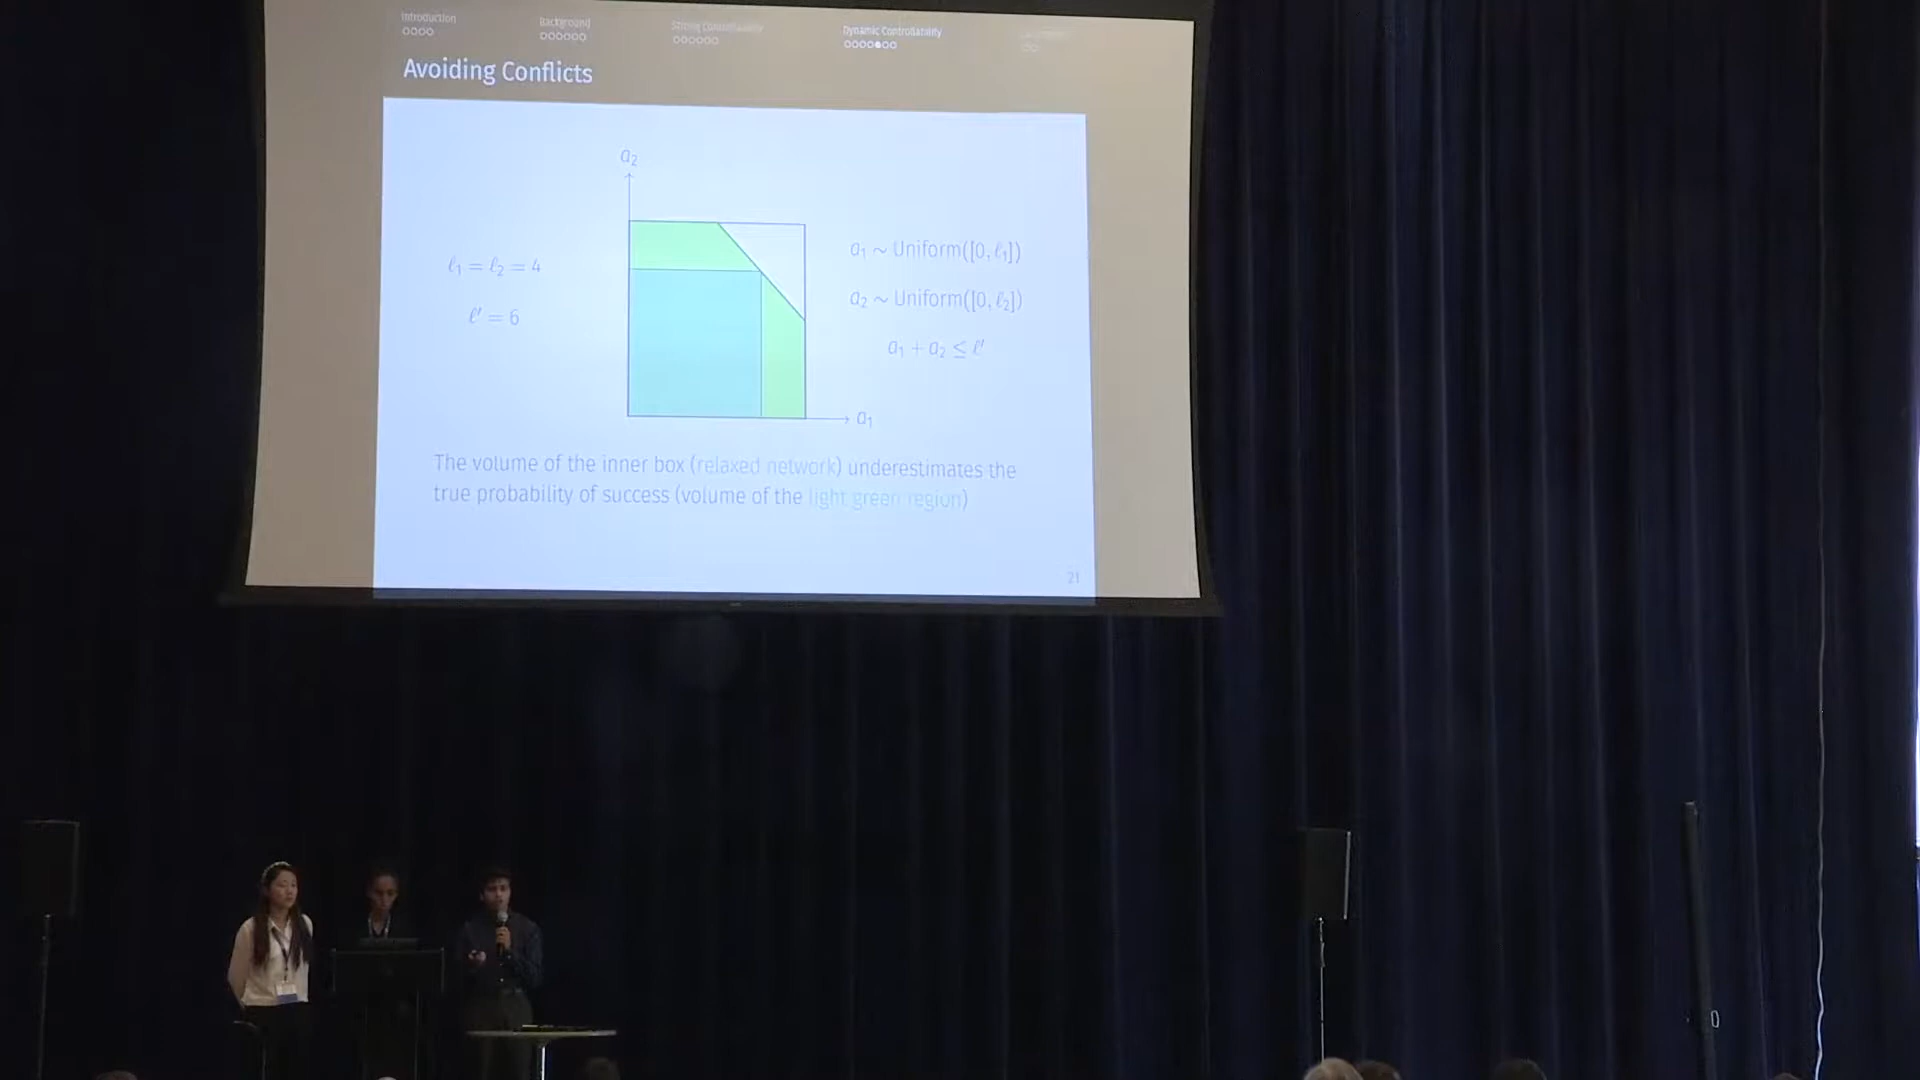 Introduction
Background
Strong Controllability
Dynamic Controllability
Avoiding Conflicts
a₂
ℓ₁ = ℓ₂ = 4
ℓ′ = 6
a₁ ∼ Uniform([0, ℓ₁])
a₂ ∼ Uniform([0, ℓ₂])
a₁ + a₂ ≤ ℓ′
a₁
The volume of the inner box (relaxed network) underestimates the
true probability of success (volume of the light green region)
21